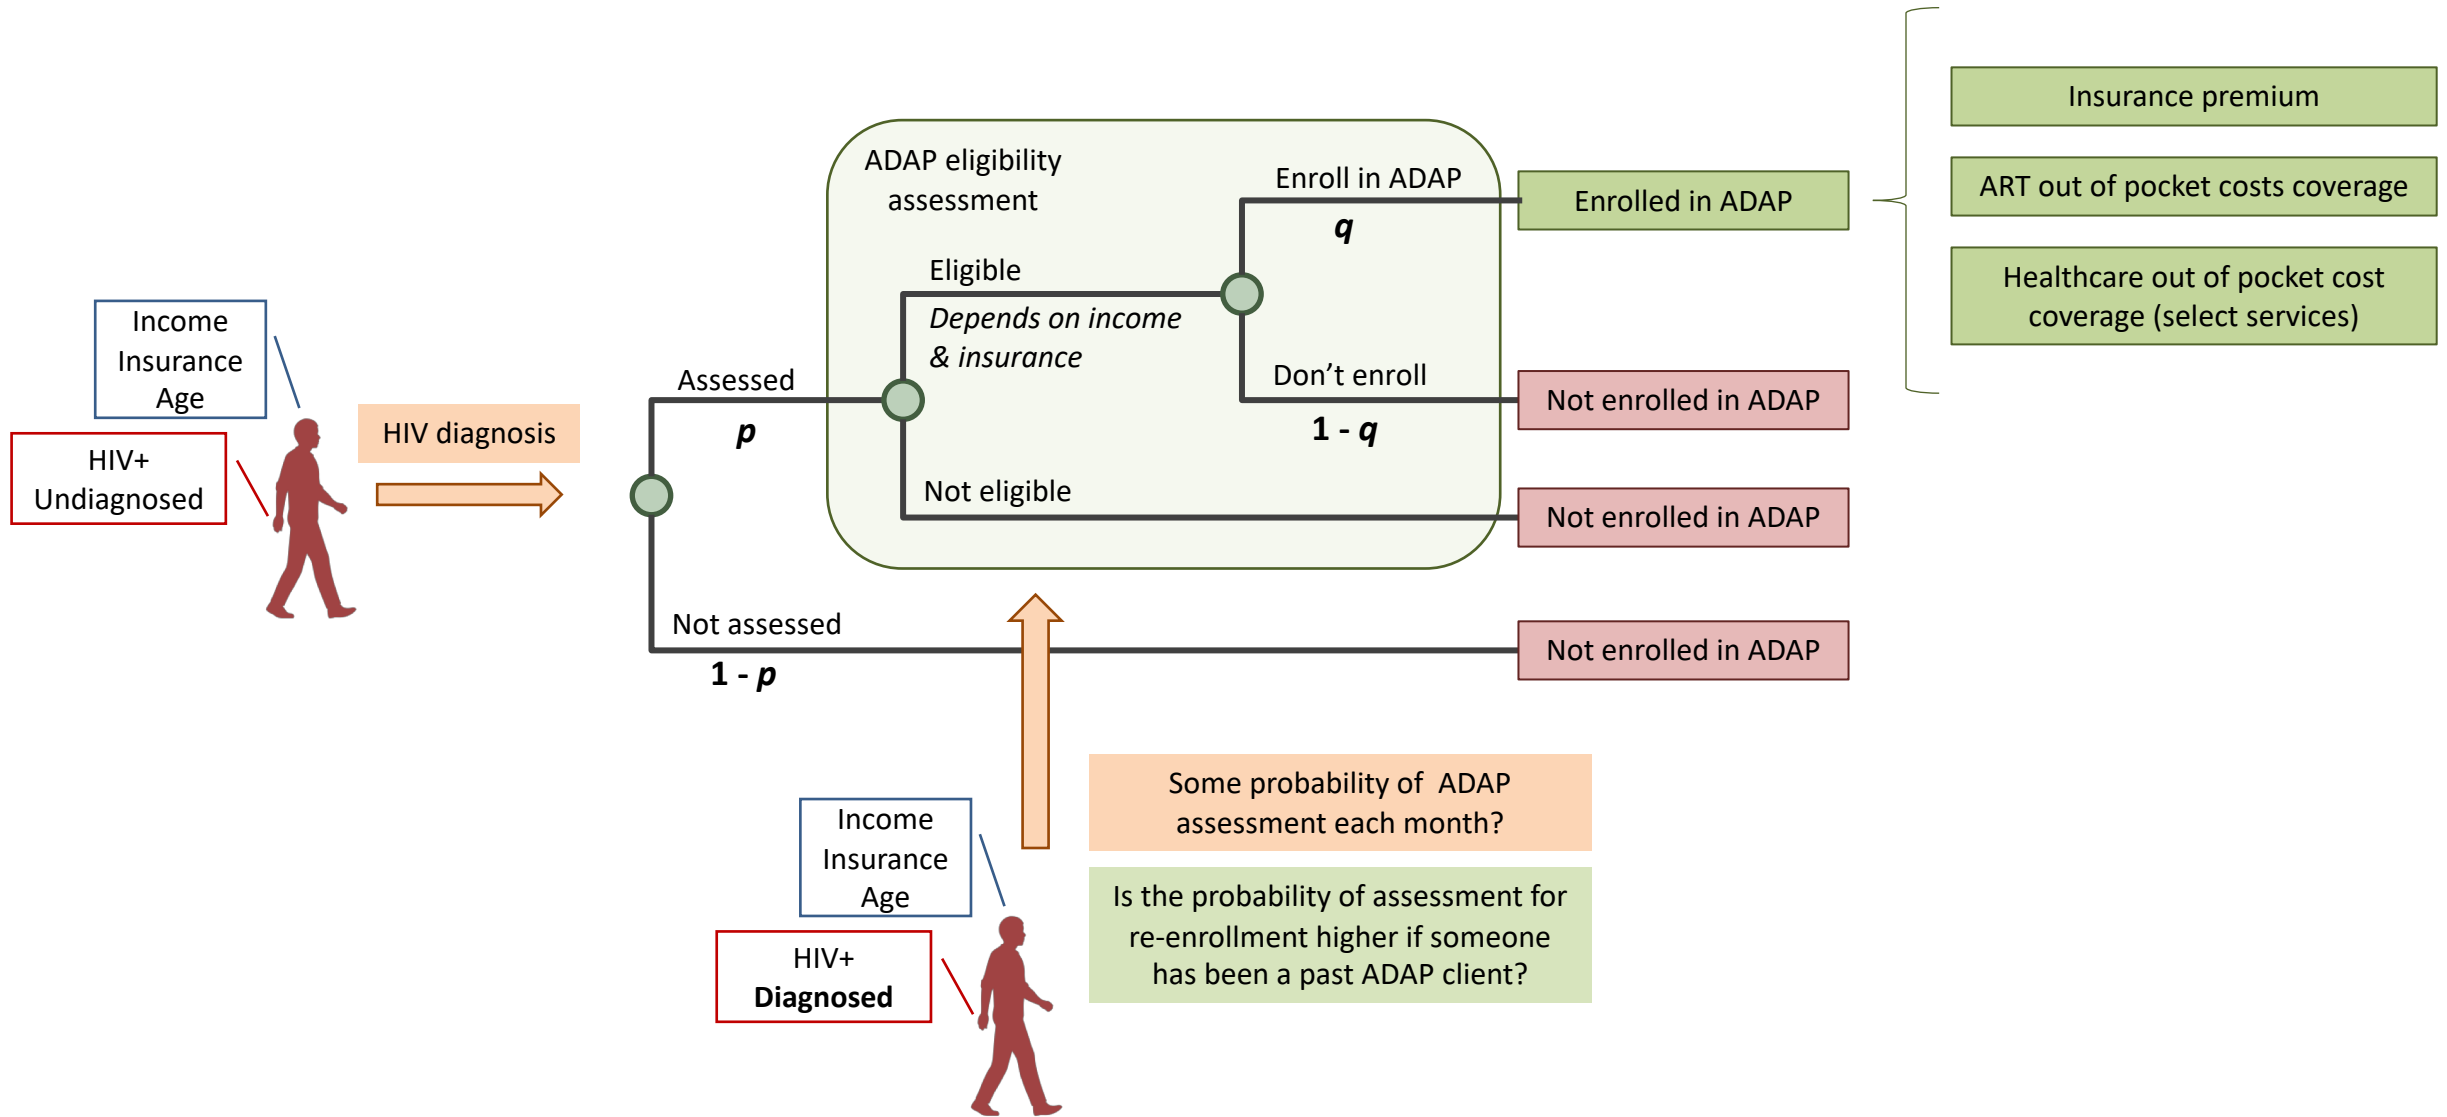 Income
Insurance
Age
HIV+
Undiagnosed
HIV diagnosis
Assessed
p
Not assessed
1 - p
ADAP eligibility
assessment
Eligible
Depends on income
& insurance
Not eligible
Enroll in ADAP
q
Don’t enroll
1 - q
Enrolled in ADAP
Not enrolled in ADAP
Not enrolled in ADAP
Not enrolled in ADAP
Insurance premium
ART out of pocket costs coverage
Healthcare out of pocket cost
coverage (select services)
Income
Insurance
Age
HIV+
Diagnosed
Some probability of ADAP
assessment each month?
Is the probability of assessment for
re-enrollment higher if someone
has been a past ADAP client?